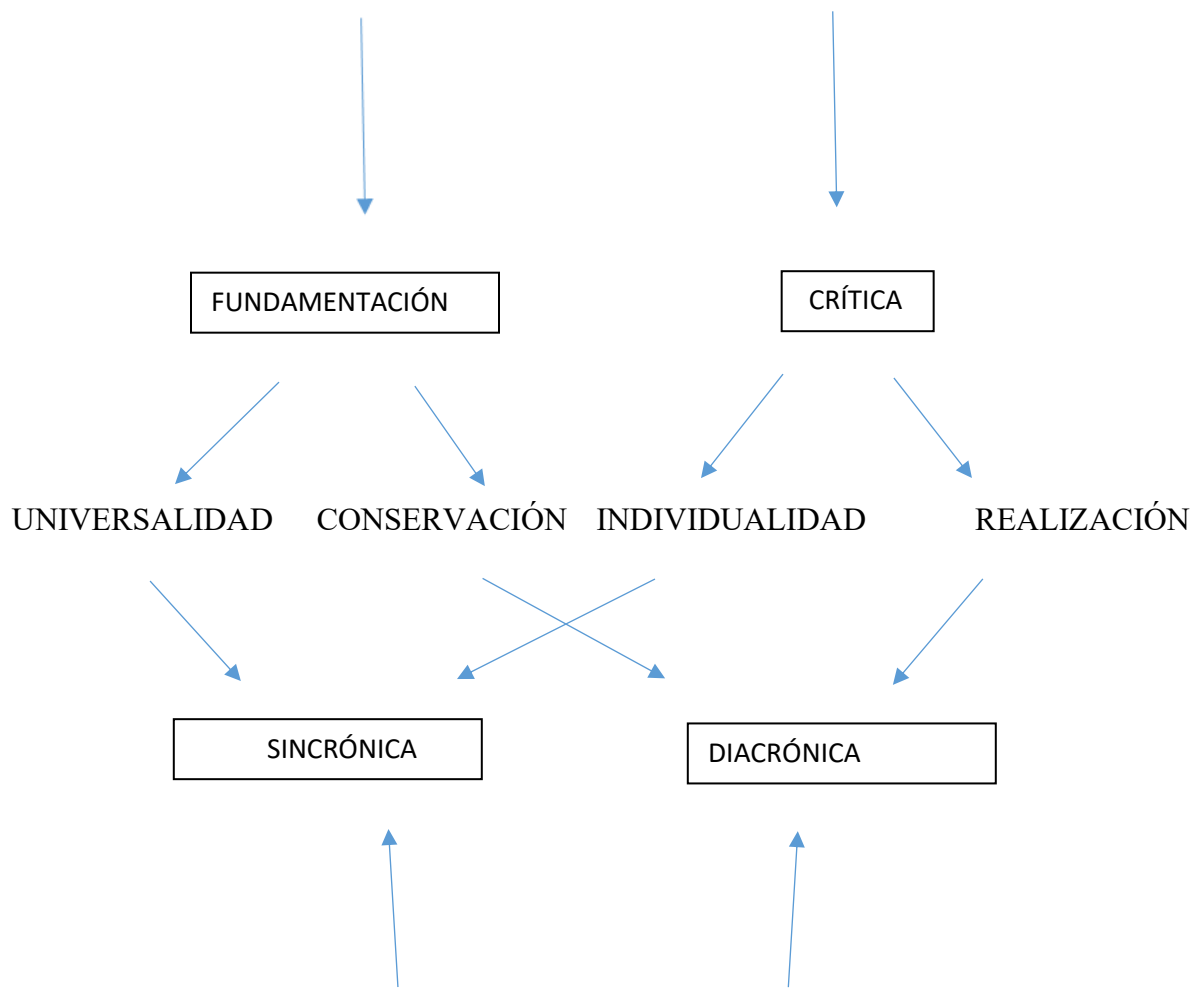 FUNDAMENTACIÓN
CRÍTICA
UNIVERSALIDAD CONSERVACIÓN INDIVIDUALIDAD REALIZACIÓN
SINCRÓNICA
DIACRÓNICA